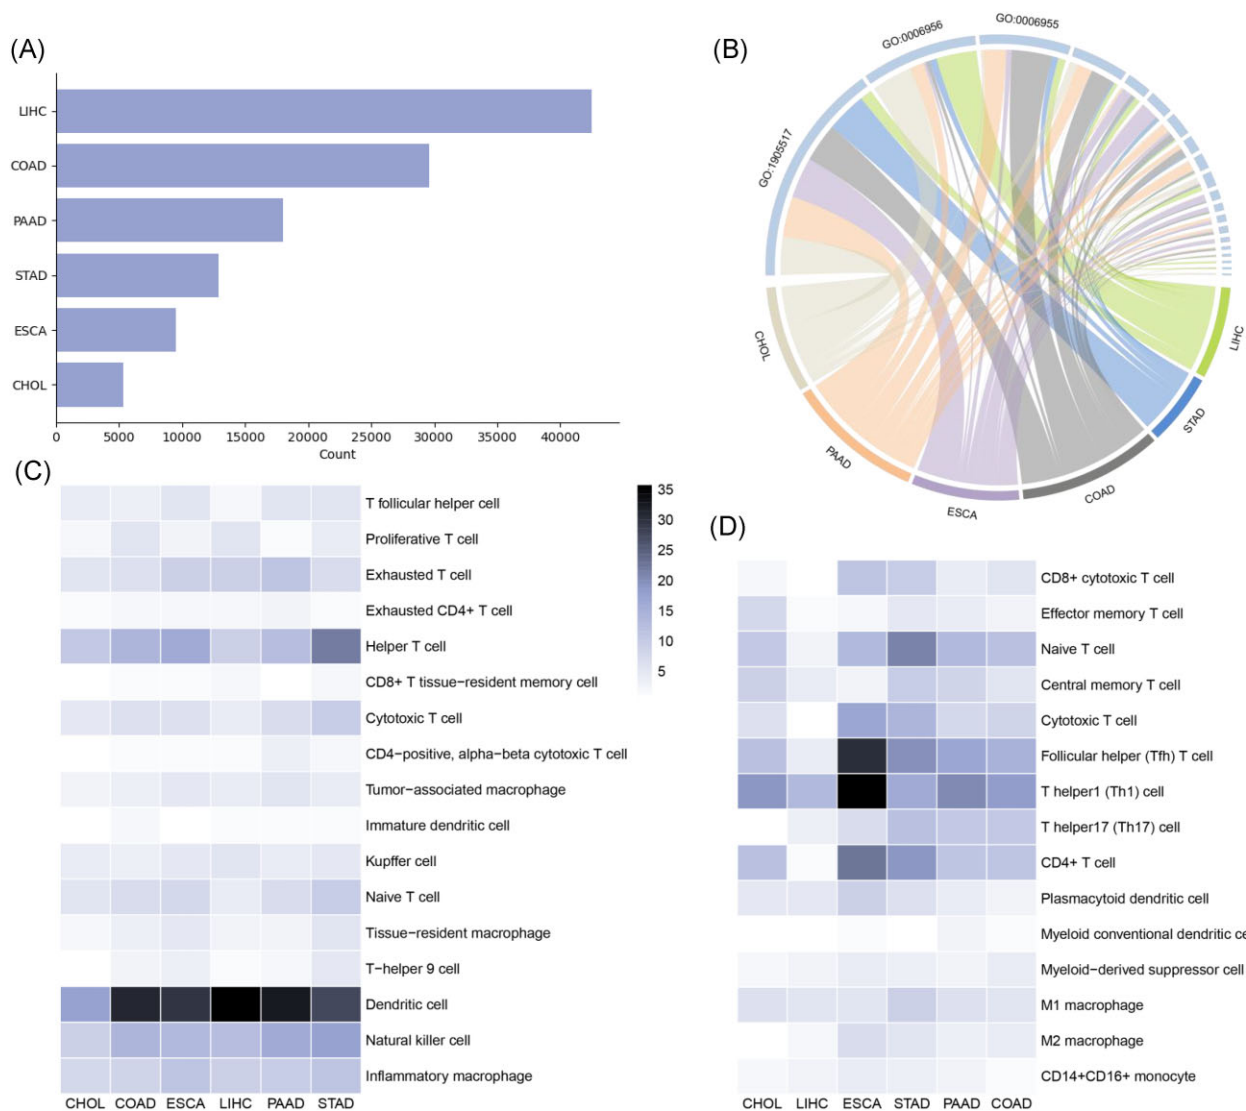 (A)
LIHC
COAD
PAAD
STAD
ESCA
CHOL
0 5000 10000 15000 20000 25000 30000 35000 40000
Count
(B)
GO:1905517
GO:0006956
GO:0006955
CHOL
PAAD
ESCA
COAD
STAD
LIHC
(C)
T follicular helper cell
Proliferative T cell
Exhausted T cell
Exhausted CD4+ T cell
Helper T cell
CD8+ T tissue−resident memory cell
Cytotoxic T cell
CD4−positive, alpha−beta cytotoxic T cell
Tumor−associated macrophage
Immature dendritic cell
Kupffer cell
Naive T cell
Tissue−resident macrophage
T−helper 9 cell
Dendritic cell
Natural killer cell
Inflammatory macrophage
CHOL COAD ESCA LIHC PAAD STAD
35
30
25
20
15
10
5
(D)
CD8+ cytotoxic T cell
Effector memory T cell
Naive T cell
Central memory T cell
Cytotoxic T cell
Follicular helper (Tfh) T cell
T helper1 (Th1) cell
T helper17 (Th17) cell
CD4+ T cell
Plasmacytoid dendritic cell
Myeloid conventional dendritic ce
Myeloid−derived suppressor cell
M1 macrophage
M2 macrophage
CD14+CD16+ monocyte
CHOL LIHC ESCA STAD PAAD COAD